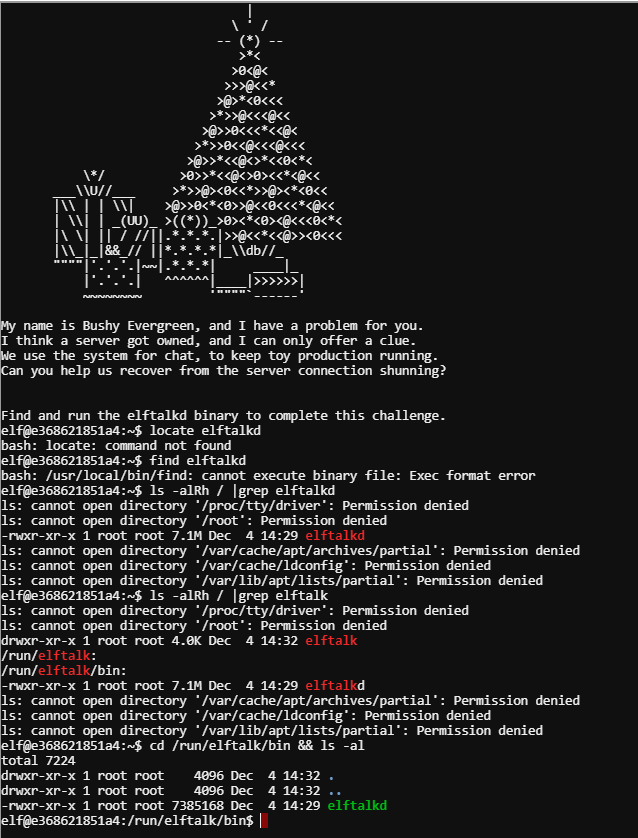 |
                              \ ' /
                            -- (*) --
                               >*<
                              >0<@<
                             >>>@<<*
                            >@>*<0<<<
                           >*>>@<<<@<<
                          >@>>0<<<*<<@<
                         >*>>0<<@<<<@<<<
                        >@>>*<<@<>*<<0<*<
          \*/          >0>>*<<@<>0><<*<@<<
      ___\\U//___     >*>>@><0<<*>>@><*<0<<
      |\\ | | \\|    >@>>0<*<0>>@<<0<<<*<@<<
      | \\| | _(UU)_ >((*))_>0><*<0><@<<<0<*<
      |\ \| || / //||.*.*.*.|>>@<<*<<@>><0<<<
      |\\_|_|&&_// ||*.*.*.*|_\\db//_
      """"|'.'.'.|~~|.*.*.*|     ____|_
          |'.'.'.|   ^^^^^^|____|>>>>>>|
          ~~~~~~~~         '""""`------'
My name is Bushy Evergreen, and I have a problem for you.
I think a server got owned, and I can only offer a clue.
We use the system for chat, to keep toy production running.
Can you help us recover from the server connection shunning?
Find and run the elftalkd binary to complete this challenge.
elf@e368621851a4:~$ locate elftalkd
bash: locate: command not found
elf@e368621851a4:~$ find elftalkd
bash: /usr/local/bin/find: cannot execute binary file: Exec format error
elf@e368621851a4:~$ ls -alRh / |grep elftalkd
ls: cannot open directory '/proc/tty/driver': Permission denied
ls: cannot open directory '/root': Permission denied
-rwxr-xr-x 1 root root 7.1M Dec  4 14:29 elftalkd
ls: cannot open directory '/var/cache/apt/archives/partial': Permission denied
ls: cannot open directory '/var/cache/ldconfig': Permission denied
ls: cannot open directory '/var/lib/apt/lists/partial': Permission denied
elf@e368621851a4:~$ ls -alRh / |grep elftalk
ls: cannot open directory '/proc/tty/driver': Permission denied
ls: cannot open directory '/root': Permission denied
drwxr-xr-x 1 root root 4.0K Dec  4 14:32 elftalk
/run/elftalk:
/run/elftalk/bin:
-rwxr-xr-x 1 root root 7.1M Dec  4 14:29 elftalkd
ls: cannot open directory '/var/cache/apt/archives/partial': Permission denied
ls: cannot open directory '/var/cache/ldconfig': Permission denied
ls: cannot open directory '/var/lib/apt/lists/partial': Permission denied
elf@e368621851a4:~$ cd /run/elftalk/bin && ls -al
total 7224
drwxr-xr-x 1 root root    4096 Dec  4 14:32 .
drwxr-xr-x 1 root root    4096 Dec  4 14:32 ..
-rwxr-xr-x 1 root root 7385168 Dec  4 14:29 elftalkd
elf@e368621851a4:/run/elftalk/bin$